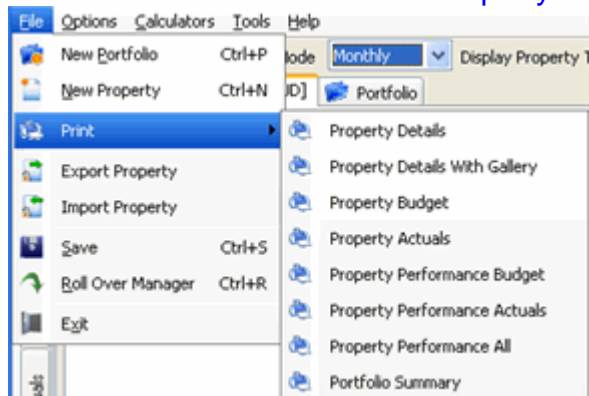 File Options Calculators Tools Help
New Portfolio Ctrl+P
New Property Ctrl+N
Print
Export Property
Import Property
Save Ctrl+S
Roll Over Manager Ctrl+R
Exit
Monthly Display Property T
Portfolio
Property Details
Property Details With Gallery
Property Budget
Property Actuals
Property Performance Budget
Property Performance Actuals
Property Performance All
Portfolio Summary